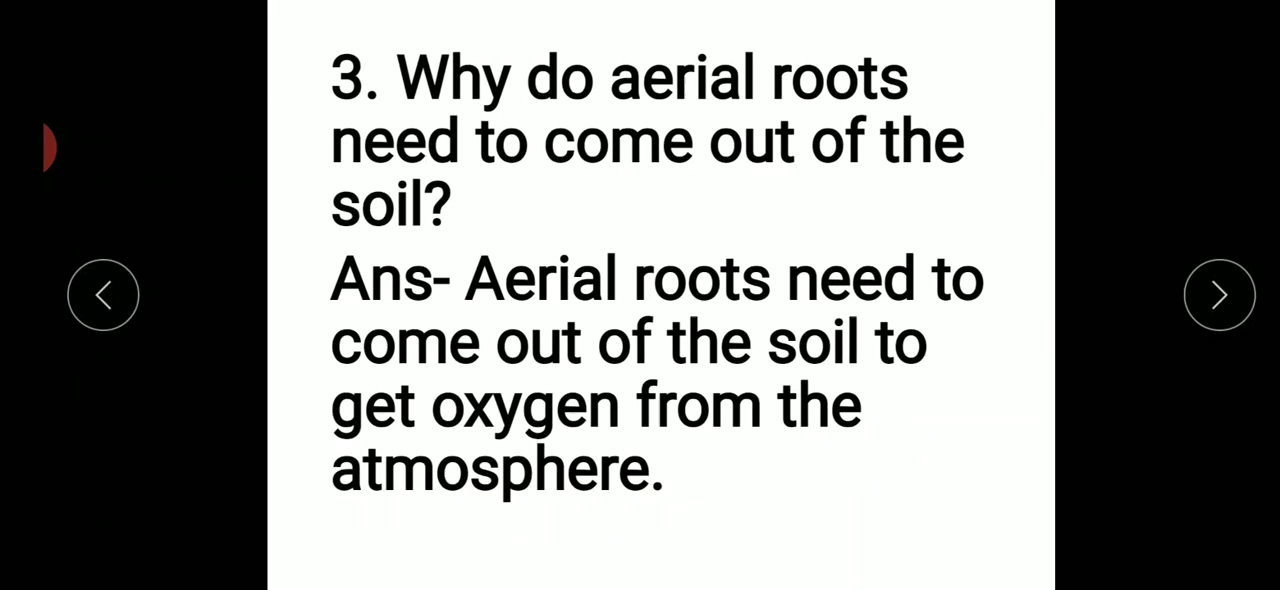 3. Why do aerial roots
need to come out of the
soil?
Ans- Aerial roots need to
come out of the soil to
get oxygen from the
atmosphere.